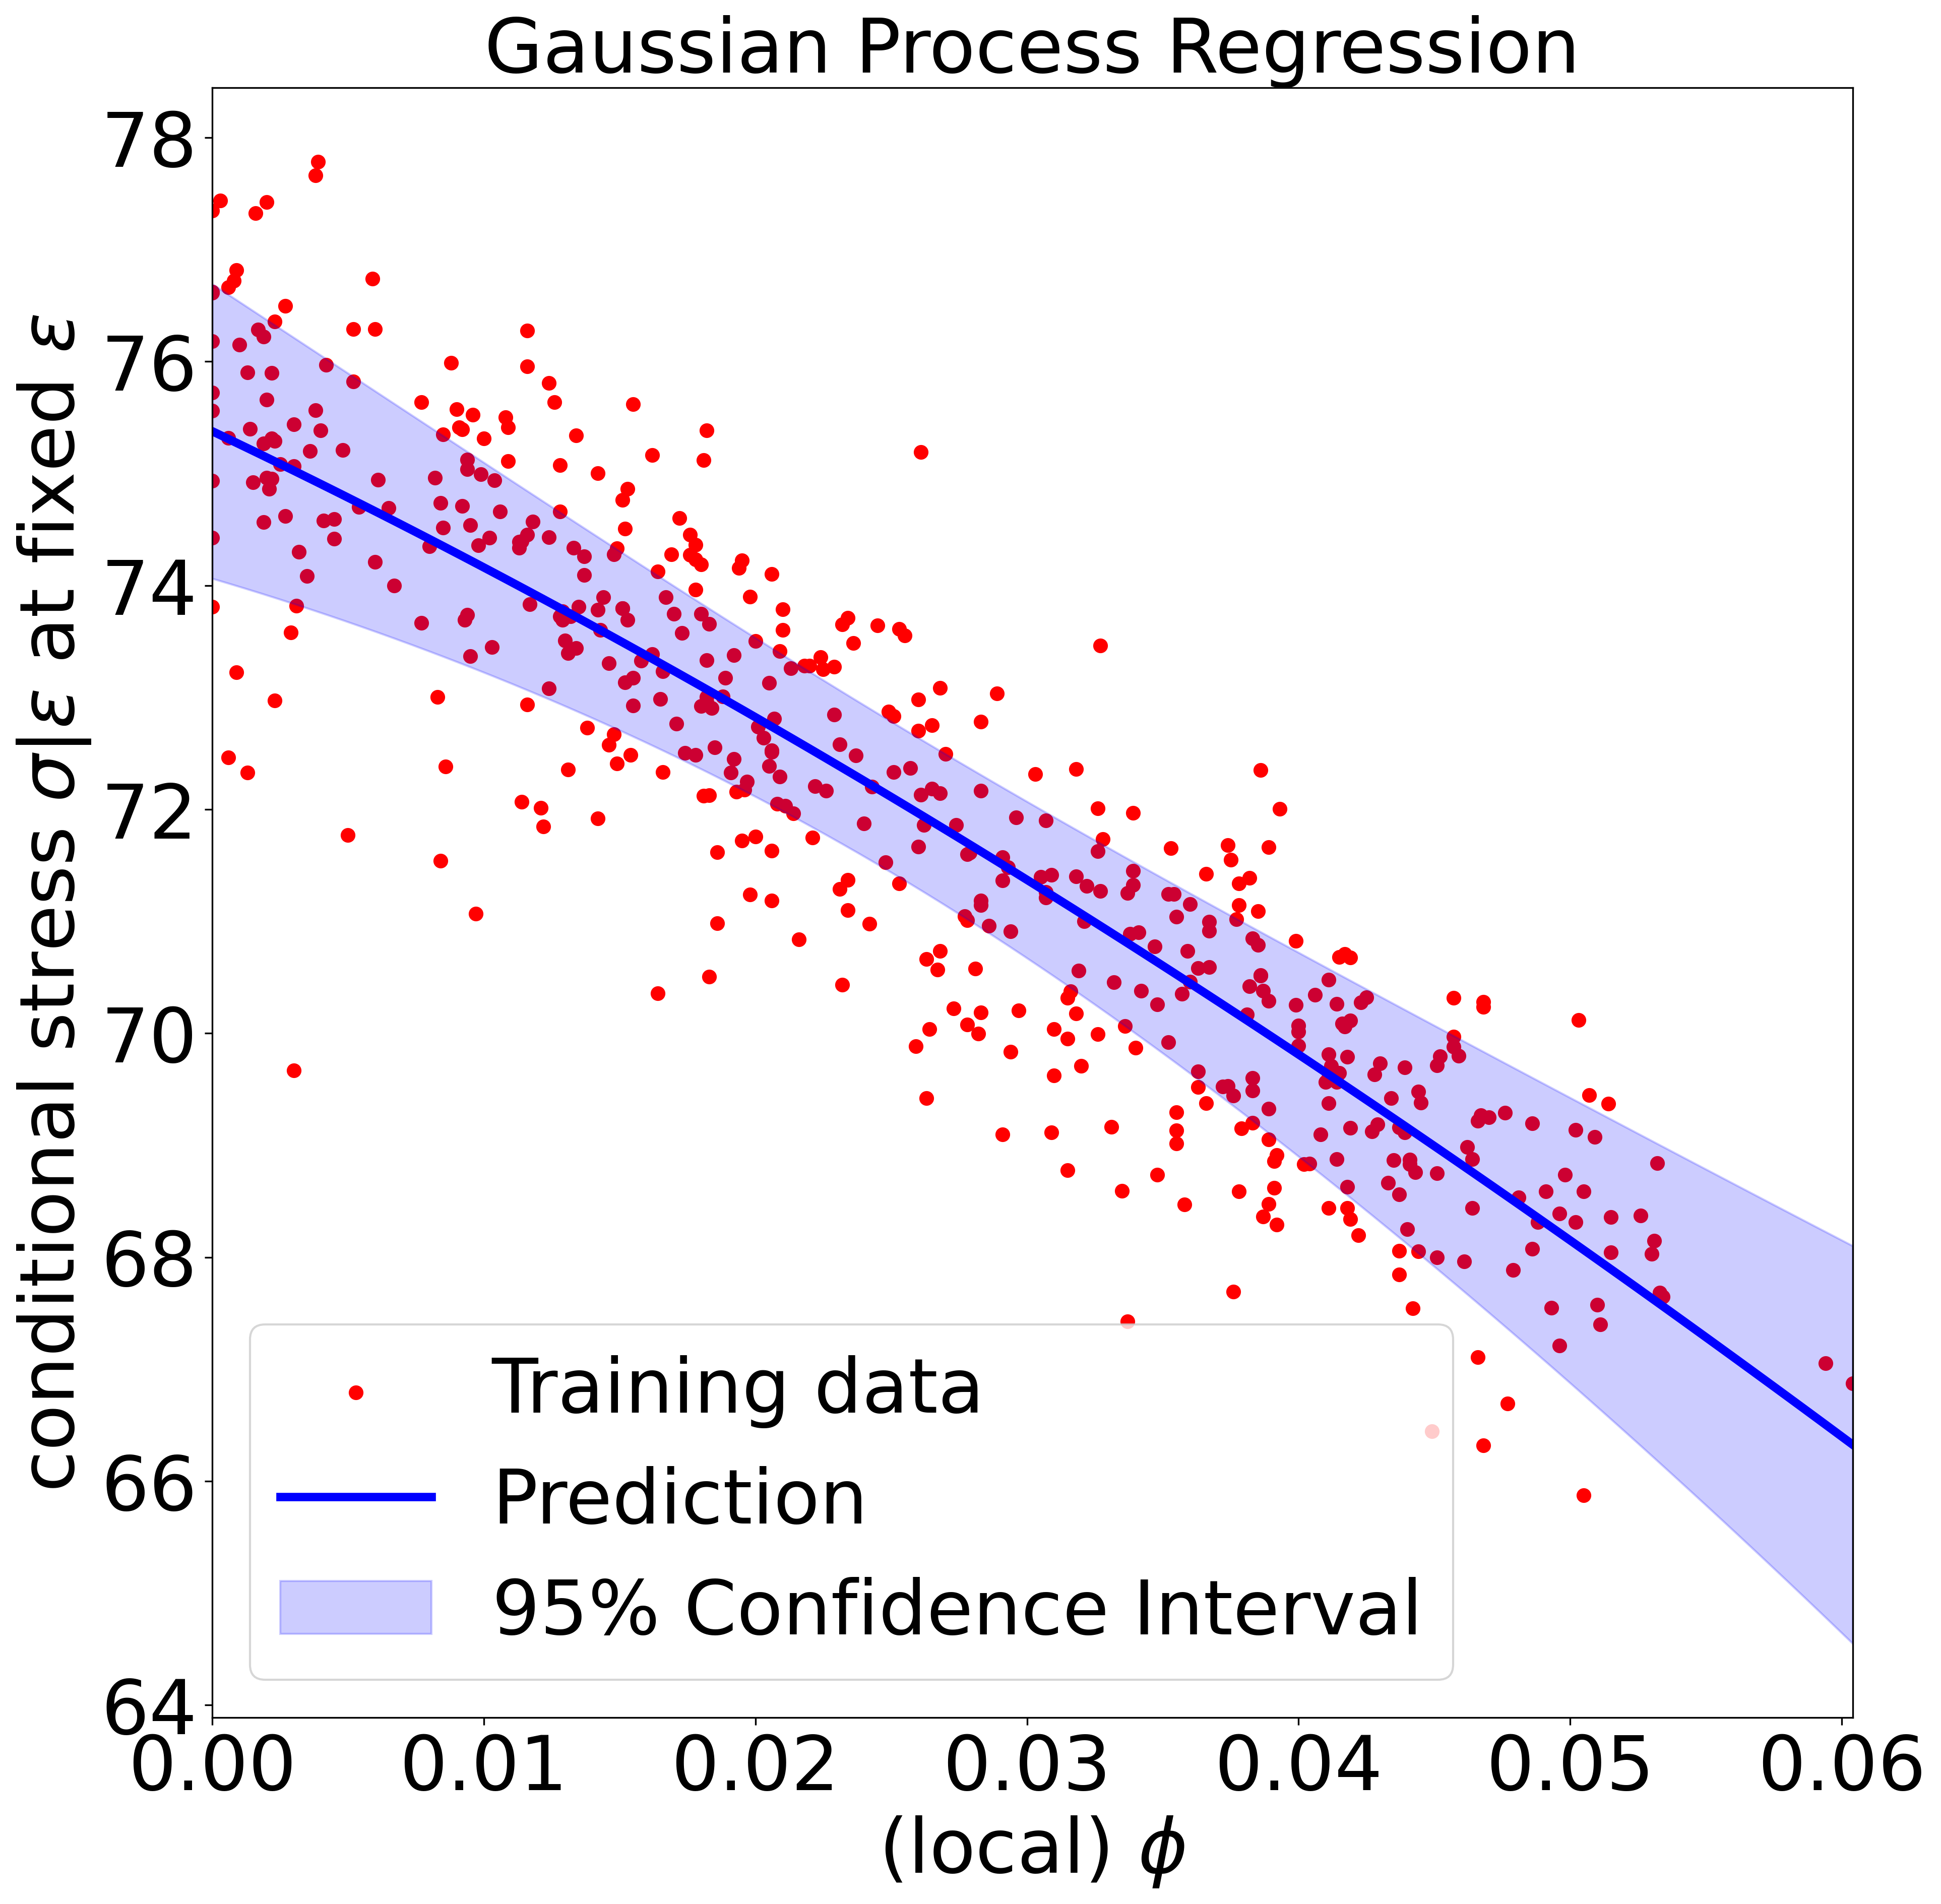 Gaussian Process Regression
conditional stress σ|ε at fixed ε
78
76
74
72
70
68
66
64
Training data
Prediction
95% Confidence Interval
0.00 0.01 0.02 0.03 0.04 0.05 0.06
(local) ϕ